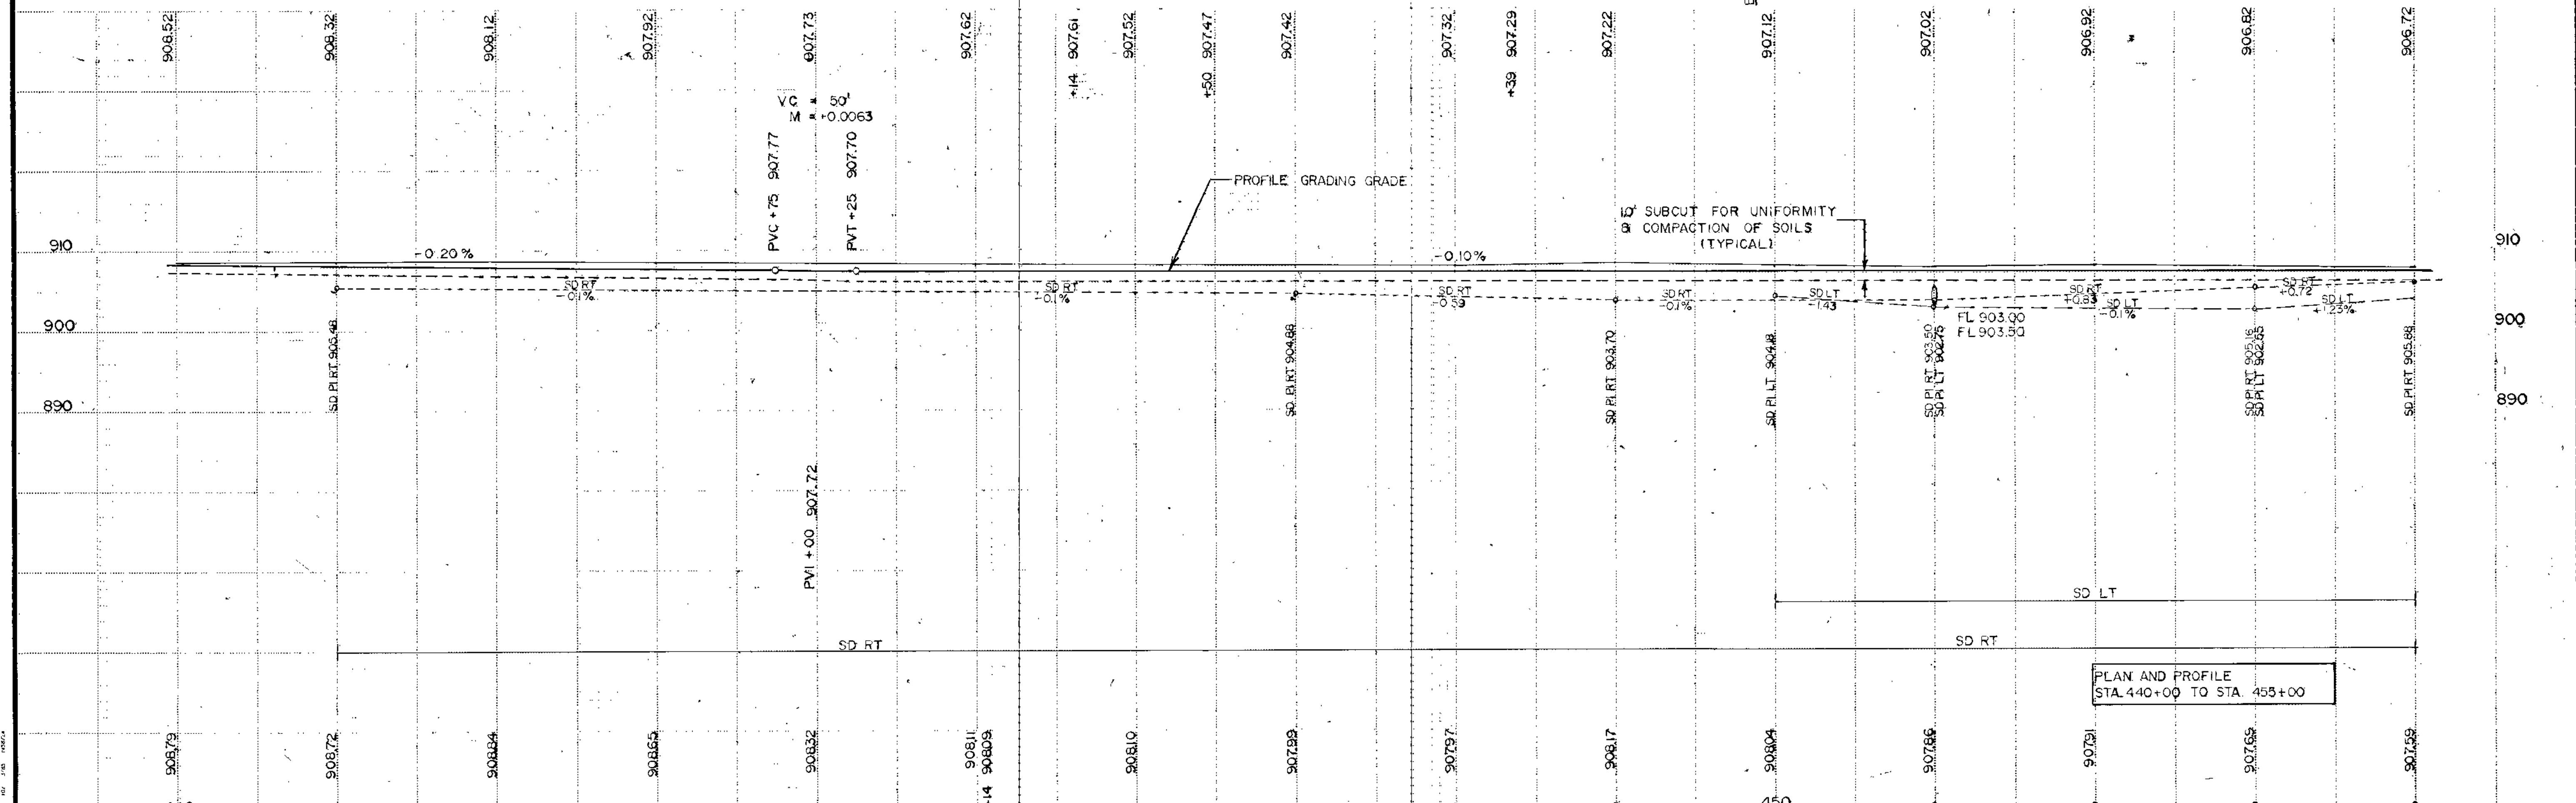 908.52
908.32
908.12
907.92
907.73
907.62
+14 907.61
907.52
+50 907.47
907.42
907.32
+39 907.29
907.22
907.12
907.02
906.92
906.82
906.72
VC = 50'
M = +0.0063
PVC +75 907.77
PVT +25 907.70
PROFILE GRADING GRADE
1.0' SUBCUT FOR UNIFORMITY
& COMPACTION OF SOILS
(TYPICAL)
910
-0.20%
-0.10%
910
SD RT
-0.1%
SD RT
-0.1%
SD RT
-0.59
SD RT
-0.1%
SD LT
-1.43
SD RT
+0.83
SD LT
-0.1%
SD RT
+0.72
SD LT
+1.23%
FL 903.00
FL 903.50
900
900
SD PI RT 905.48
SD PI RT 904.88
SD PI RT 903.70
SD PI LT 904.18
SD PI RT 903.50
SD PI LT 902.75
SD PI RT 905.16
SD PI LT 902.55
SD PI RT 905.88
890
890
PVI +00 907.72
SD LT
SD RT
SD RT
PLAN AND PROFILE
STA. 440+00 TO STA. 455+00
908.79
908.72
908.84
908.65
908.32
908.11
+14 908.09
908.10
907.99
907.97
908.17
908.04
907.86
907.91
907.65
907.59
450